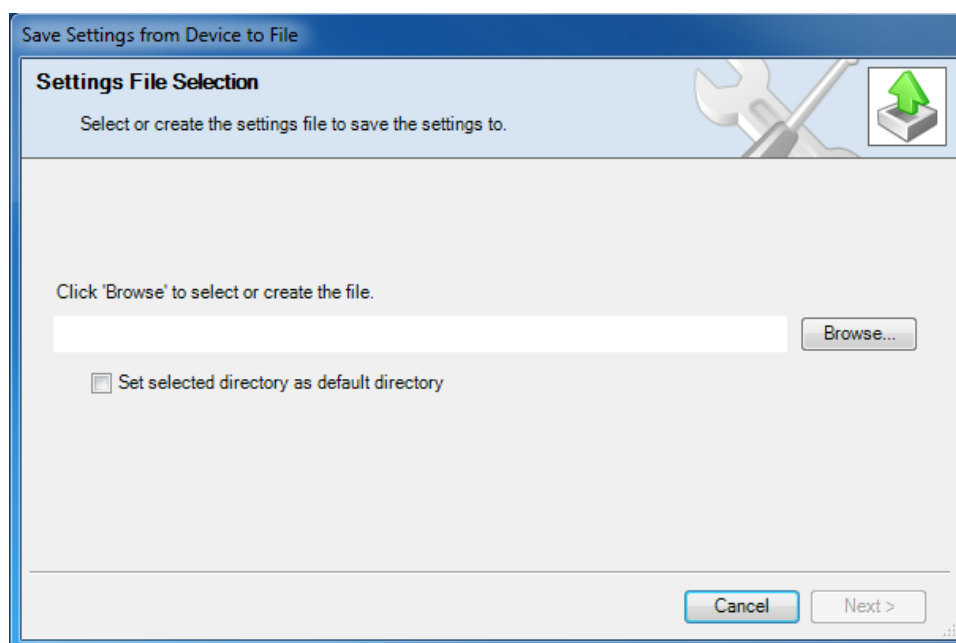 Save Settings from Device to File
Settings File Selection
Select or create the settings file to save the settings to.
Click 'Browse' to select or create the file.
Browse...
Set selected directory as default directory
Cancel
Next >